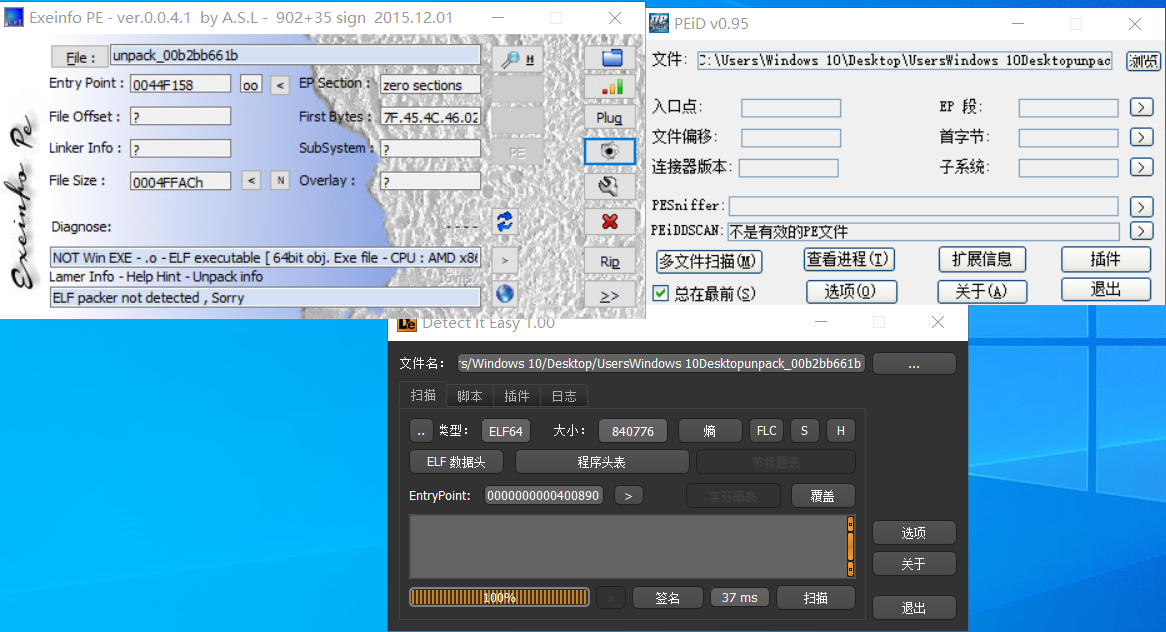 Exeinfo PE - ver.0.0.4.1 by A.S.L - 902+35 sign 2015.12.01
Exeinfo Pe
File : unpack_00b2bb661b H
Entry Point : 0044F158 oo < EP Section : zero sections
File Offset : ? First Bytes : 7F.45.4C.46.02 Plug
Linker Info : ? SubSystem : ? PE
File Size : 0004FFACh < N Overlay : ?
Diagnose:
NOT Win EXE - .o - ELF executable [ 64bit obj. Exe file - CPU : AMD x86 > Rip
Lamer Info - Help Hint - Unpack info
ELF packer not detected , Sorry >>
PEiD v0.95
文件: C:\Users\Windows 10\Desktop\UsersWindows 10Desktopunpac 浏览
入口点: EP 段: >
文件偏移: 首字节: >
连接器版本: 子系统: >
PESniffer: >
PEiDDSCAN: 不是有效的PE文件 >
多文件扫描(M) 查看进程(T) 扩展信息 插件
总在最前(S) 选项(O) 关于(A) 退出
Detect It Easy 1.00
文件名: rs/Windows 10/Desktop/UsersWindows 10Desktopunpack_00b2bb661b ...
扫描 脚本 插件 日志
.. 类型: ELF64 大小: 840776 熵 FLC S H
ELF 数据头 程序头表 节标题表
EntryPoint: 0000000000400890 > 字符串表 覆盖
选项
关于
100% > 签名 37 ms 扫描
退出